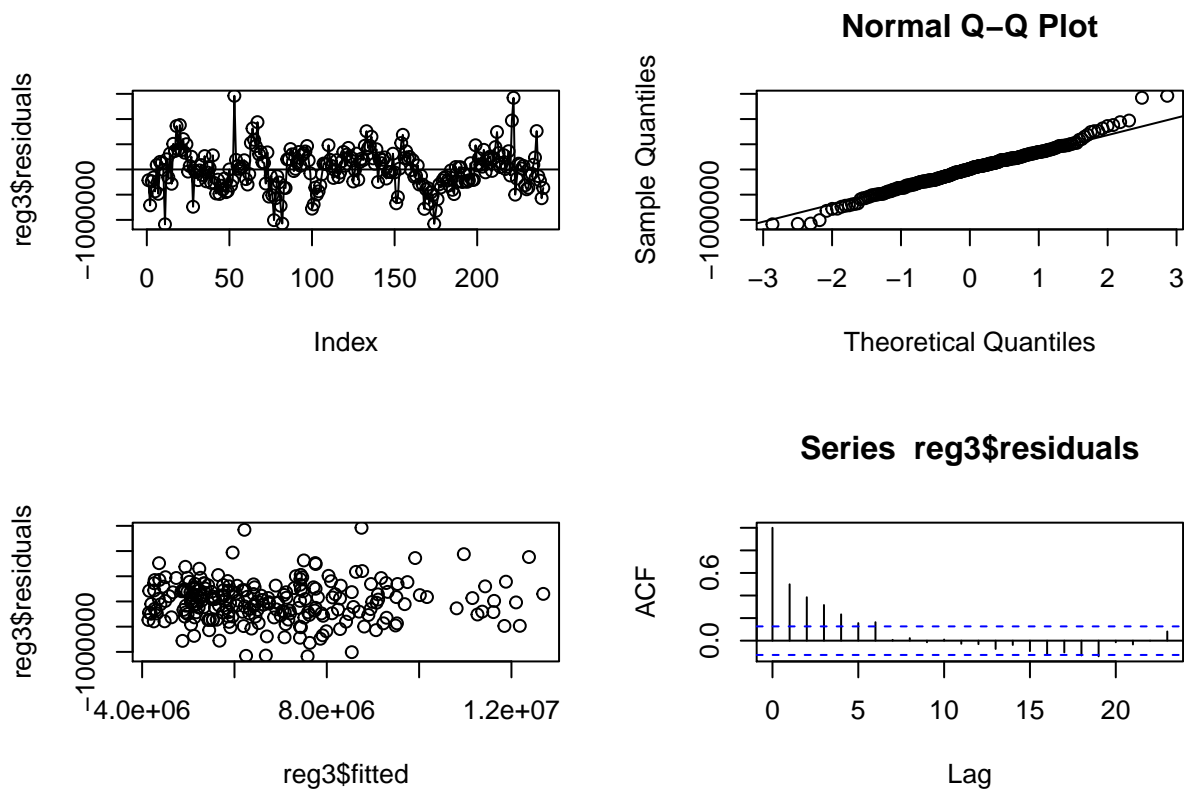 reg3$residuals
−1000000
0 50 100 150 200
Index
Normal Q−Q Plot
Sample Quantiles
−1000000
−3 −2 −1 0 1 2 3
Theoretical Quantiles
reg3$residuals
−1000000
4.0e+06 8.0e+06 1.2e+07
reg3$fitted
Series reg3$residuals
ACF
0.0 0.6
0 5 10 15 20
Lag